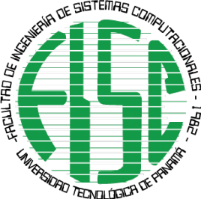 FACULTAD DE INGENIERÍA DE SISTEMAS COMPUTACIONALES - 1982 -
FISC
UNIVERSIDAD TECNOLÓGICA DE PANAMÁ